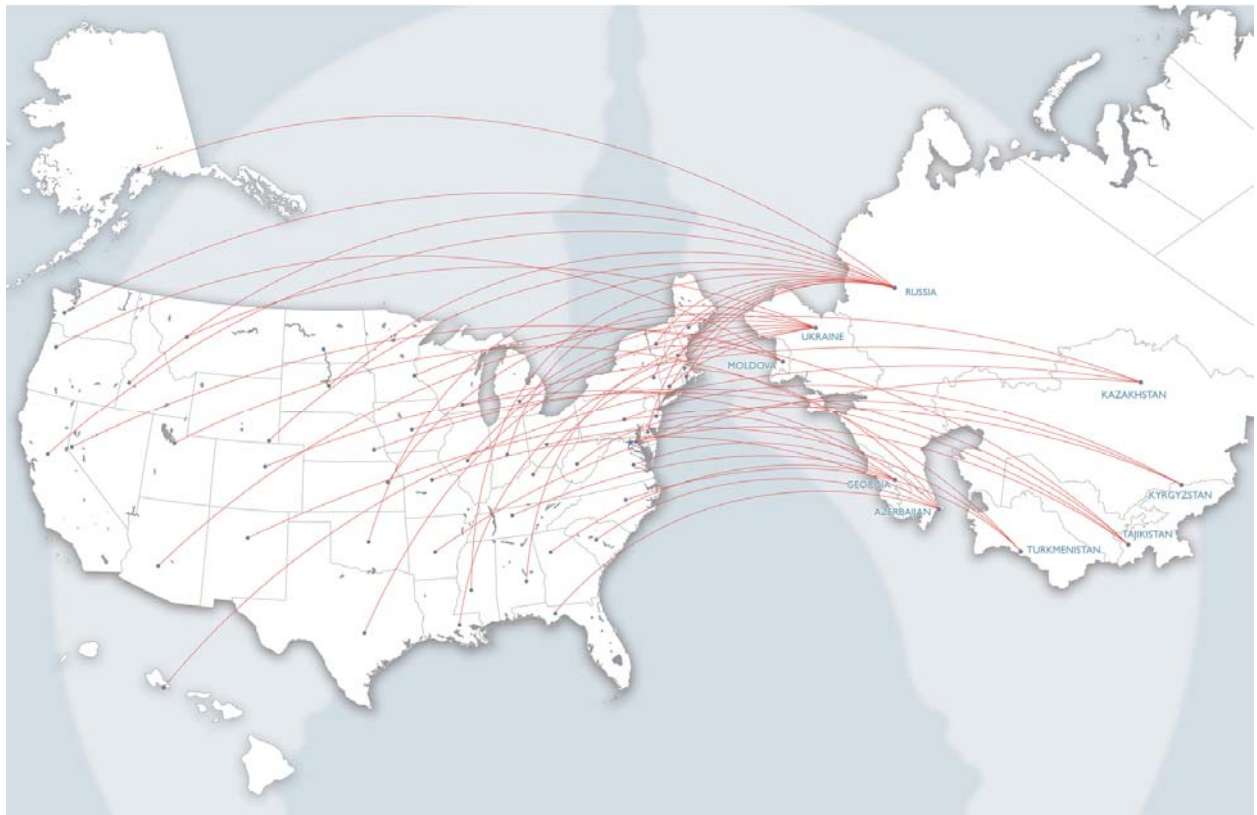 RUSSIA
UKRAINE
MOLDOVA
KAZAKHSTAN
GEORGIA
KYRGYZSTAN
AZERBAIJAN
TAJIKISTAN
TURKMENISTAN